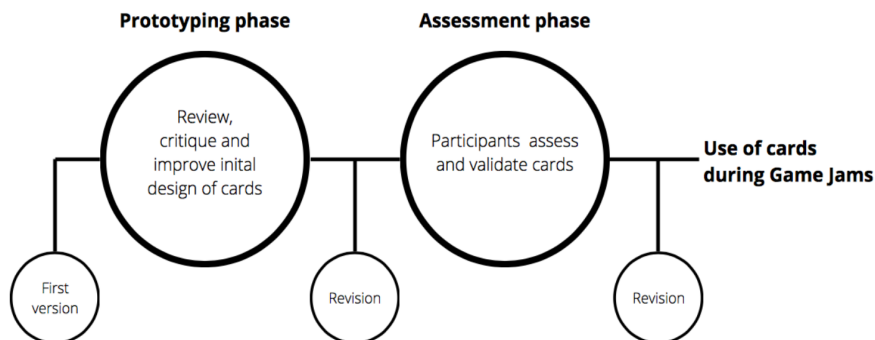 Prototyping phase
Assessment phase
Review,
critique and
improve inital
design of cards
Participants assess
and validate cards
Use of cards
during Game Jams
First
version
Revision
Revision